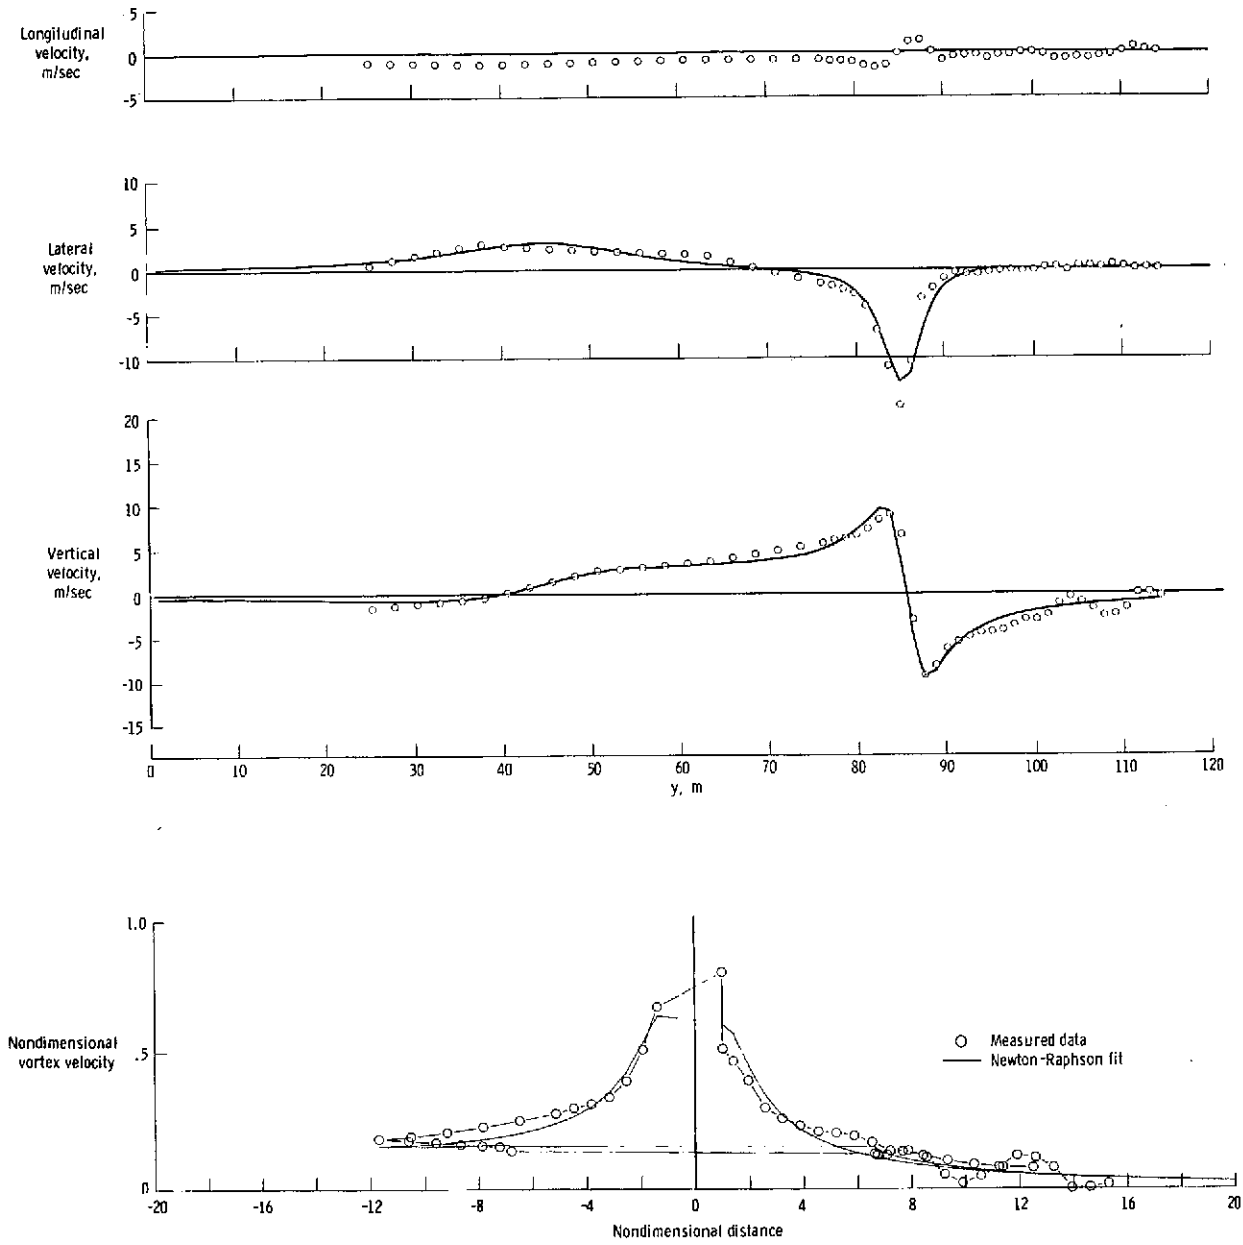 Longitudinal
velocity,
m/sec
5
0
-5
Lateral
velocity,
m/sec
10
5
0
-5
-10
Vertical
velocity,
m/sec
20
15
10
5
0
-5
-10
-15
0 10 20 30 40 50 60 70 80 90 100 110 120
y, m
Nondimensional
vortex velocity
1.0
.5
0
Measured data
Newton-Raphson fit
-20 -16 -12 -8 -4 0 4 8 12 16 20
Nondimensional distance